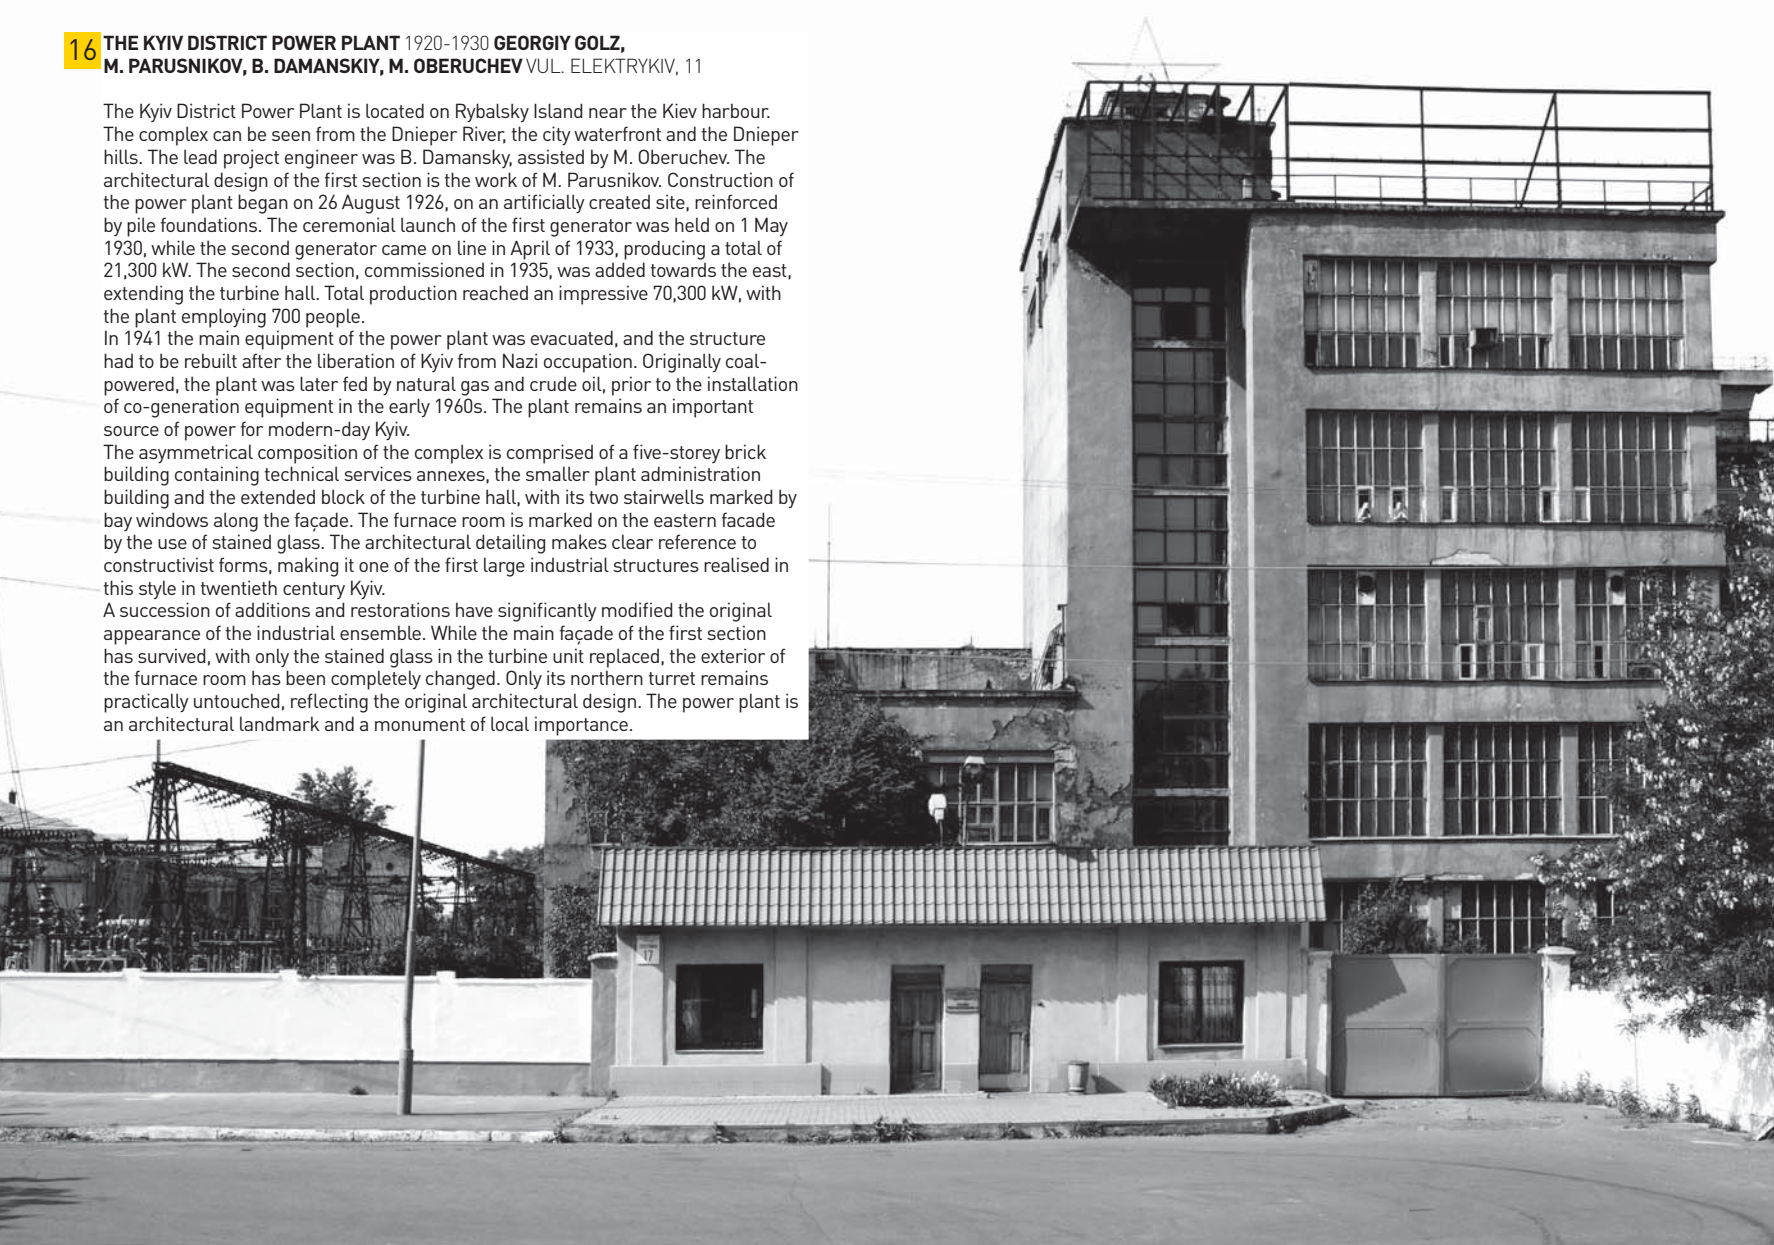 16
THE KYIV DISTRICT POWER PLANT 1920-1930 GEORGIY GOLZ,
M. PARUSNIKOV, B. DAMANSKIY, M. OBERUCHEV VUL. ELEKTRYKIV, 11
The Kyiv District Power Plant is located on Rybalsky Island near the Kiev harbour.
The complex can be seen from the Dnieper River, the city waterfront and the Dnieper
hills. The lead project engineer was B. Damansky, assisted by M. Oberuchev. The
architectural design of the first section is the work of M. Parusnikov. Construction of
the power plant began on 26 August 1926, on an artificially created site, reinforced
by pile foundations. The ceremonial launch of the first generator was held on 1 May
1930, while the second generator came on line in April of 1933, producing a total of
21,300 kW. The second section, commissioned in 1935, was added towards the east,
extending the turbine hall. Total production reached an impressive 70,300 kW, with
the plant employing 700 people.
In 1941 the main equipment of the power plant was evacuated, and the structure
had to be rebuilt after the liberation of Kyiv from Nazi occupation. Originally coal-
powered, the plant was later fed by natural gas and crude oil, prior to the installation
of co-generation equipment in the early 1960s. The plant remains an important
source of power for modern-day Kyiv.
The asymmetrical composition of the complex is comprised of a five-storey brick
building containing technical services annexes, the smaller plant administration
building and the extended block of the turbine hall, with its two stairwells marked by
bay windows along the façade. The furnace room is marked on the eastern facade
by the use of stained glass. The architectural detailing makes clear reference to
constructivist forms, making it one of the first large industrial structures realised in
this style in twentieth century Kyiv.
A succession of additions and restorations have significantly modified the original
appearance of the industrial ensemble. While the main façade of the first section
has survived, with only the stained glass in the turbine unit replaced, the exterior of
the furnace room has been completely changed. Only its northern turret remains
practically untouched, reflecting the original architectural design. The power plant is
an architectural landmark and a monument of local importance.
17